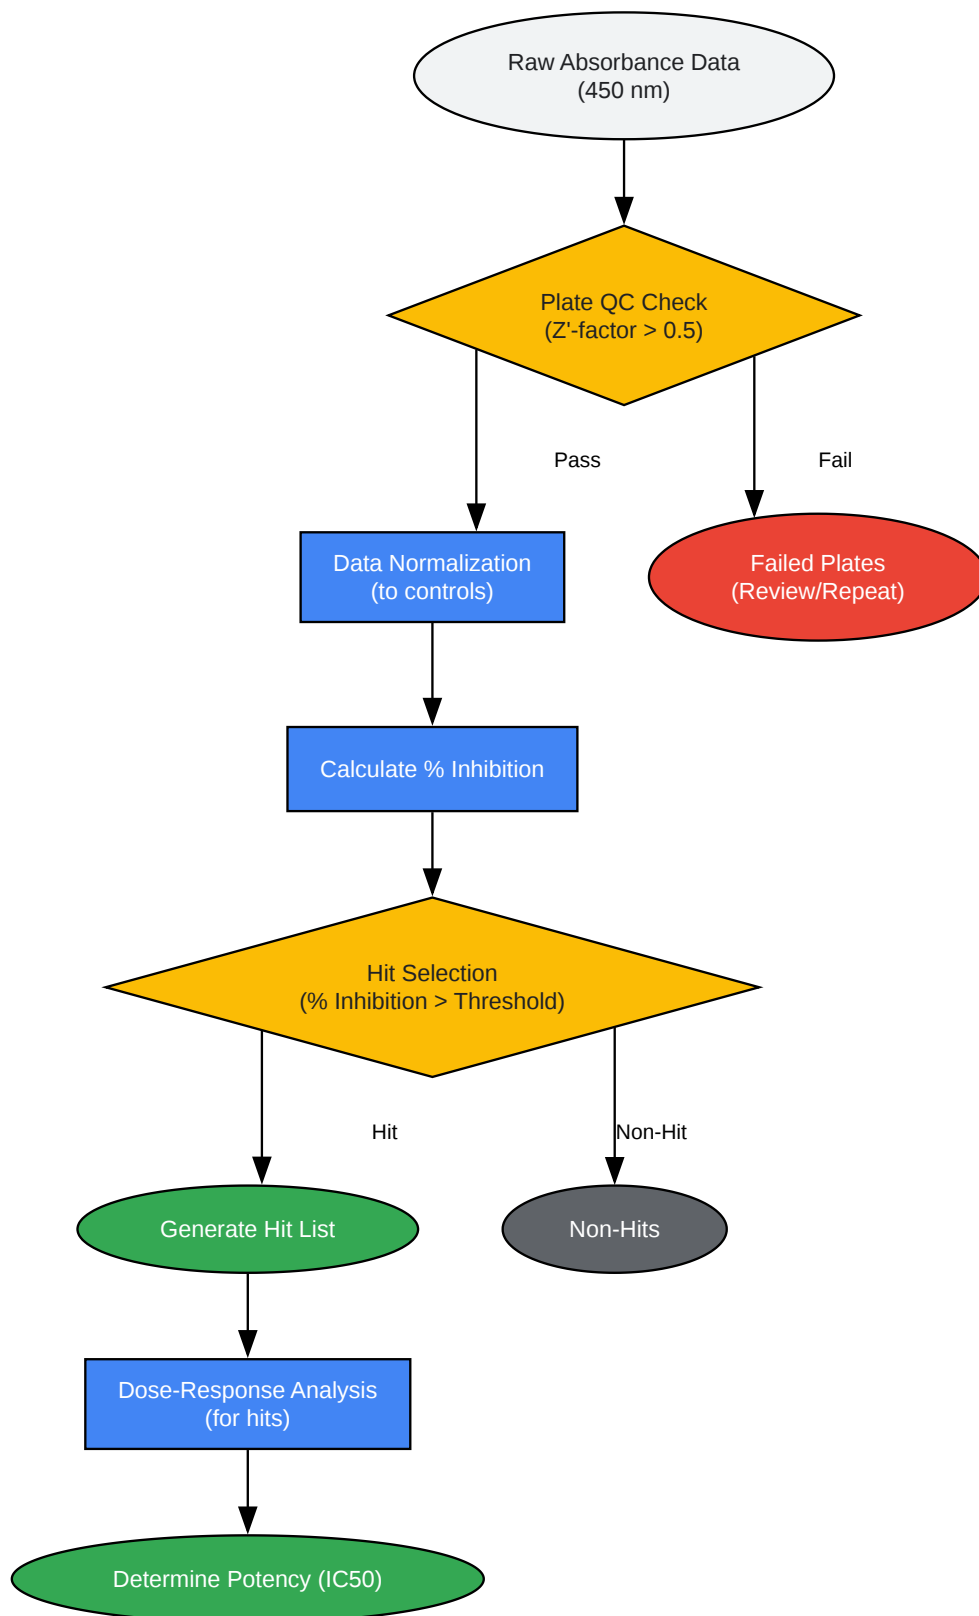 Raw Absorbance Data
(450 nm)
Plate QC Check
(Z'-factor > 0.5)
Pass
Fail
Data Normalization
(to controls)
Failed Plates
(Review/Repeat)
Calculate % Inhibition
Hit Selection
(% Inhibition > Threshold)
Hit
Non-Hit
Generate Hit List
Non-Hits
Dose-Response Analysis
(for hits)
Determine Potency (IC50)